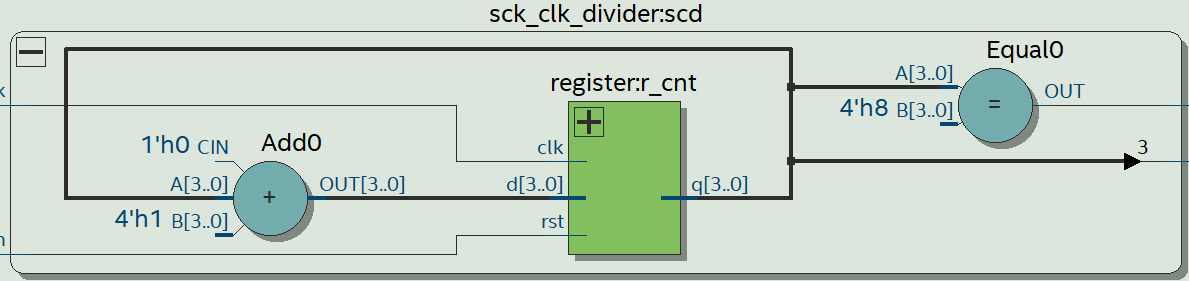 sck_clk_divider:scd
Equal0
register:r_cnt
A[3..0]
k
OUT
4'h8 B[3..0]
=
1'h0 CIN
Add0
clk
3
A[3..0]
+
OUT[3..0]
d[3..0]
q[3..0]
4'h1 B[3..0]
rst
n